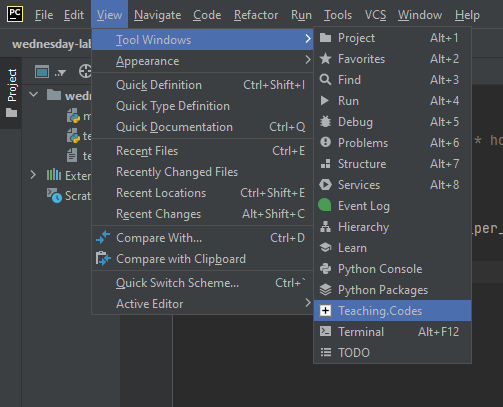 PC File Edit View Navigate Code Refactor Run Tools VCS Window Help
wednesday-lal
Project
wedn
m
te
te
Exter
Scrat
Tool Windows
Appearance
Quick Definition Ctrl+Shift+I
Quick Type Definition
Quick Documentation Ctrl+Q
Recent Files Ctrl+E
Recently Changed Files
Recent Locations Ctrl+Shift+E
Recent Changes Alt+Shift+C
Compare With... Ctrl+D
Compare with Clipboard
Quick Switch Scheme... Ctrl+`
Active Editor
Project Alt+1
Favorites Alt+2
Find Alt+3
Run Alt+4
Debug Alt+5
Problems Alt+6
Structure Alt+7
Services Alt+8
Event Log
Hierarchy
Learn
Python Console
Python Packages
Teaching.Codes
Terminal Alt+F12
TODO
* ho
per_